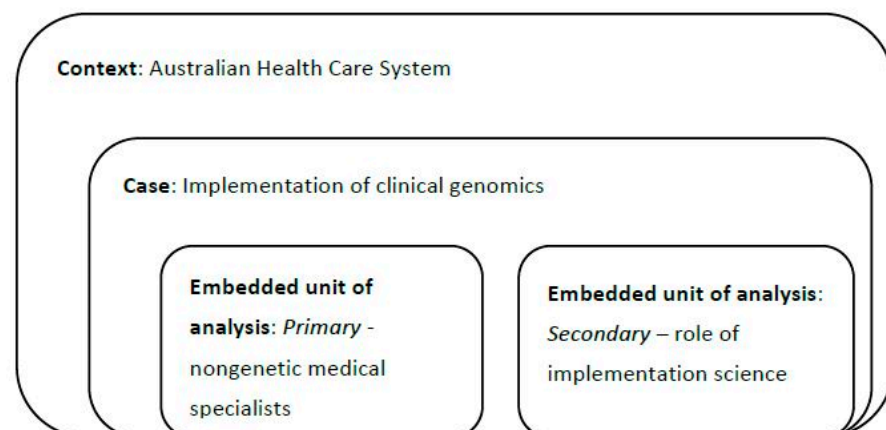 Context: Australian Health Care System
Case: Implementation of clinical genomics
Embedded unit of
analysis: Primary -
nongenetic medical
specialists
Embedded unit of analysis:
Secondary – role of
implementation science